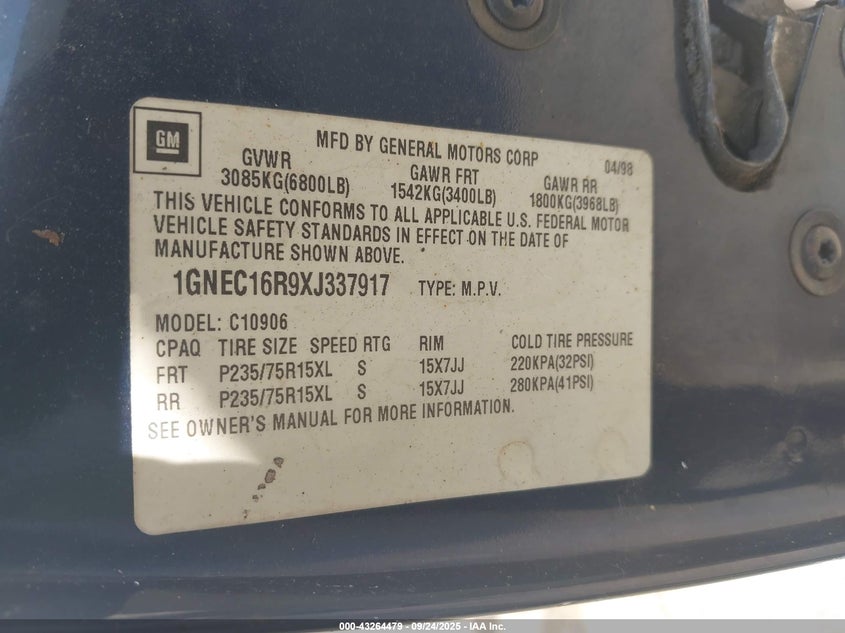 GM
MFD BY GENERAL MOTORS CORP 04/98
GVWR GAWR FRT GAWR RR
3085KG(6800LB) 1542KG(3400LB) 1800KG(3968LB)
THIS VEHICLE CONFORMS TO ALL APPLICABLE U.S. FEDERAL MOTOR
VEHICLE SAFETY STANDARDS IN EFFECT ON THE DATE OF
MANUFACTURE SHOWN ABOVE.
1GNEC16R9XJ337917 TYPE: M.P.V.
MODEL: C10906
CPAQ TIRE SIZE SPEED RTG RIM COLD TIRE PRESSURE
FRT P235/75R15XL S 15X7JJ 220KPA(32PSI)
RR P235/75R15XL S 15X7JJ 280KPA(41PSI)
SEE OWNER'S MANUAL FOR MORE INFORMATION.
000-43264479 - 09/24/2025 - IAA Inc.